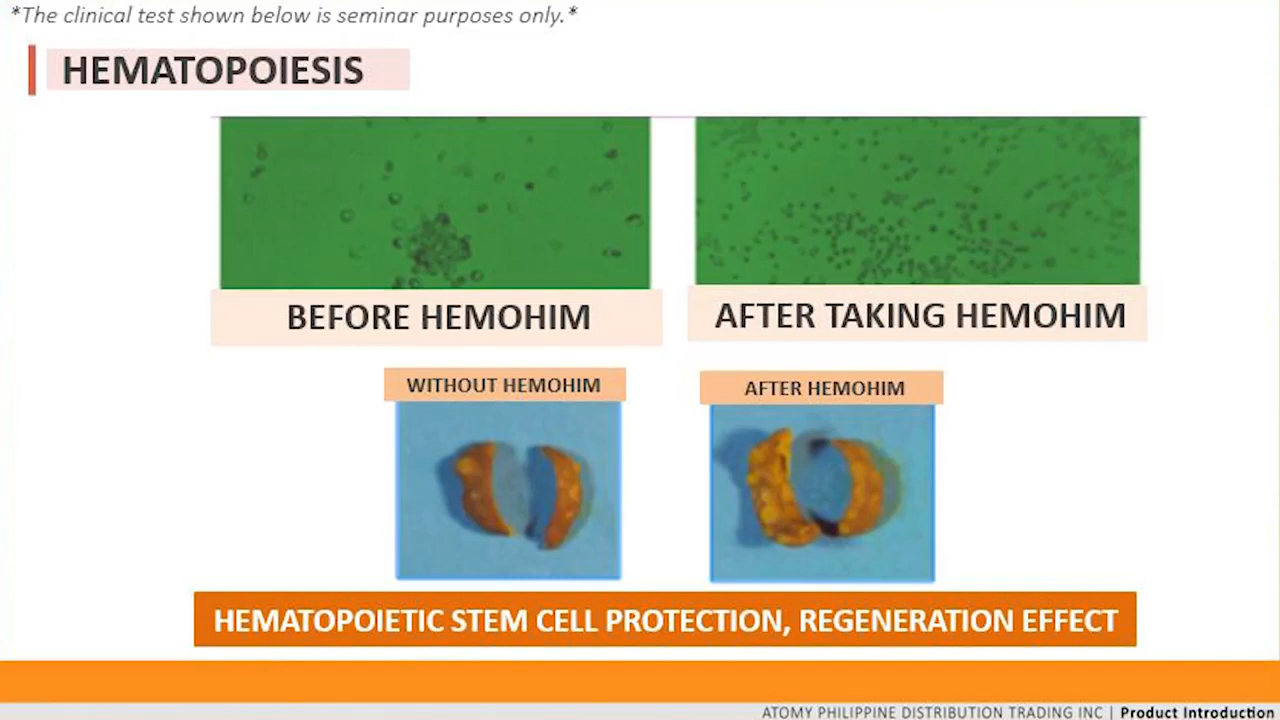 *The clinical test shown below is seminar purposes only.*
HEMATOPOIESIS
BEFORE HEMOHIM
AFTER TAKING HEMOHIM
WITHOUT HEMOHIM
AFTER HEMOHIM
HEMATOPOIETIC STEM CELL PROTECTION, REGENERATION EFFECT
ATOMY PHILIPPINE DISTRIBUTION TRADING INC | Product Introduction